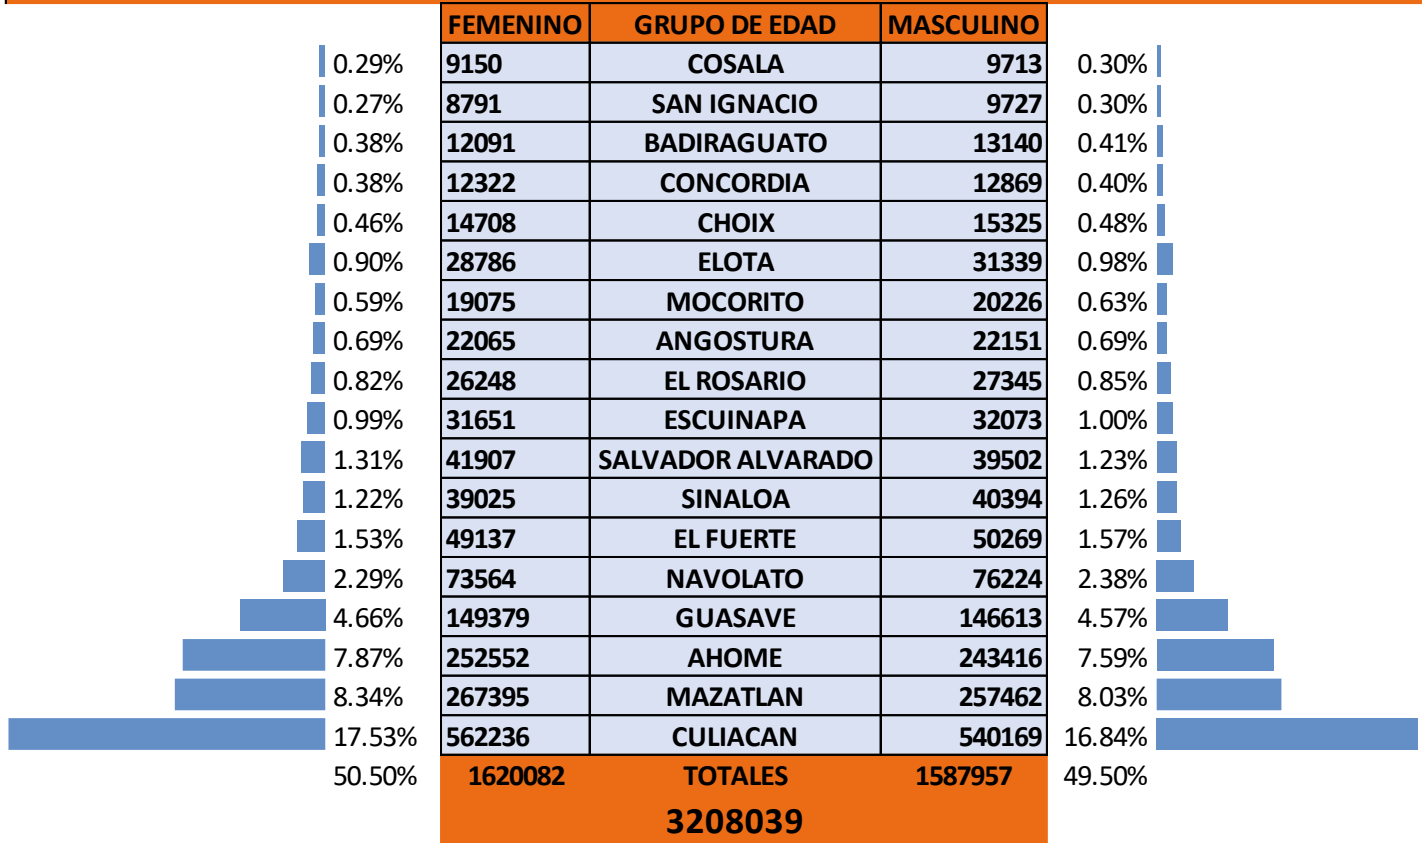 FEMENINO GRUPO DE EDAD MASCULINO
0.29% 9150 COSALA 9713 0.30%
0.27% 8791 SAN IGNACIO 9727 0.30%
0.38% 12091 BADIRAGUATO 13140 0.41%
0.38% 12322 CONCORDIA 12869 0.40%
0.46% 14708 CHOIX 15325 0.48%
0.90% 28786 ELOTA 31339 0.98%
0.59% 19075 MOCORITO 20226 0.63%
0.69% 22065 ANGOSTURA 22151 0.69%
0.82% 26248 EL ROSARIO 27345 0.85%
0.99% 31651 ESCUINAPA 32073 1.00%
1.31% 41907 SALVADOR ALVARADO 39502 1.23%
1.22% 39025 SINALOA 40394 1.26%
1.53% 49137 EL FUERTE 50269 1.57%
2.29% 73564 NAVOLATO 76224 2.38%
4.66% 149379 GUASAVE 146613 4.57%
7.87% 252552 AHOME 243416 7.59%
8.34% 267395 MAZATLAN 257462 8.03%
17.53% 562236 CULIACAN 540169 16.84%
50.50% 1620082 TOTALES 1587957 49.50%
3208039